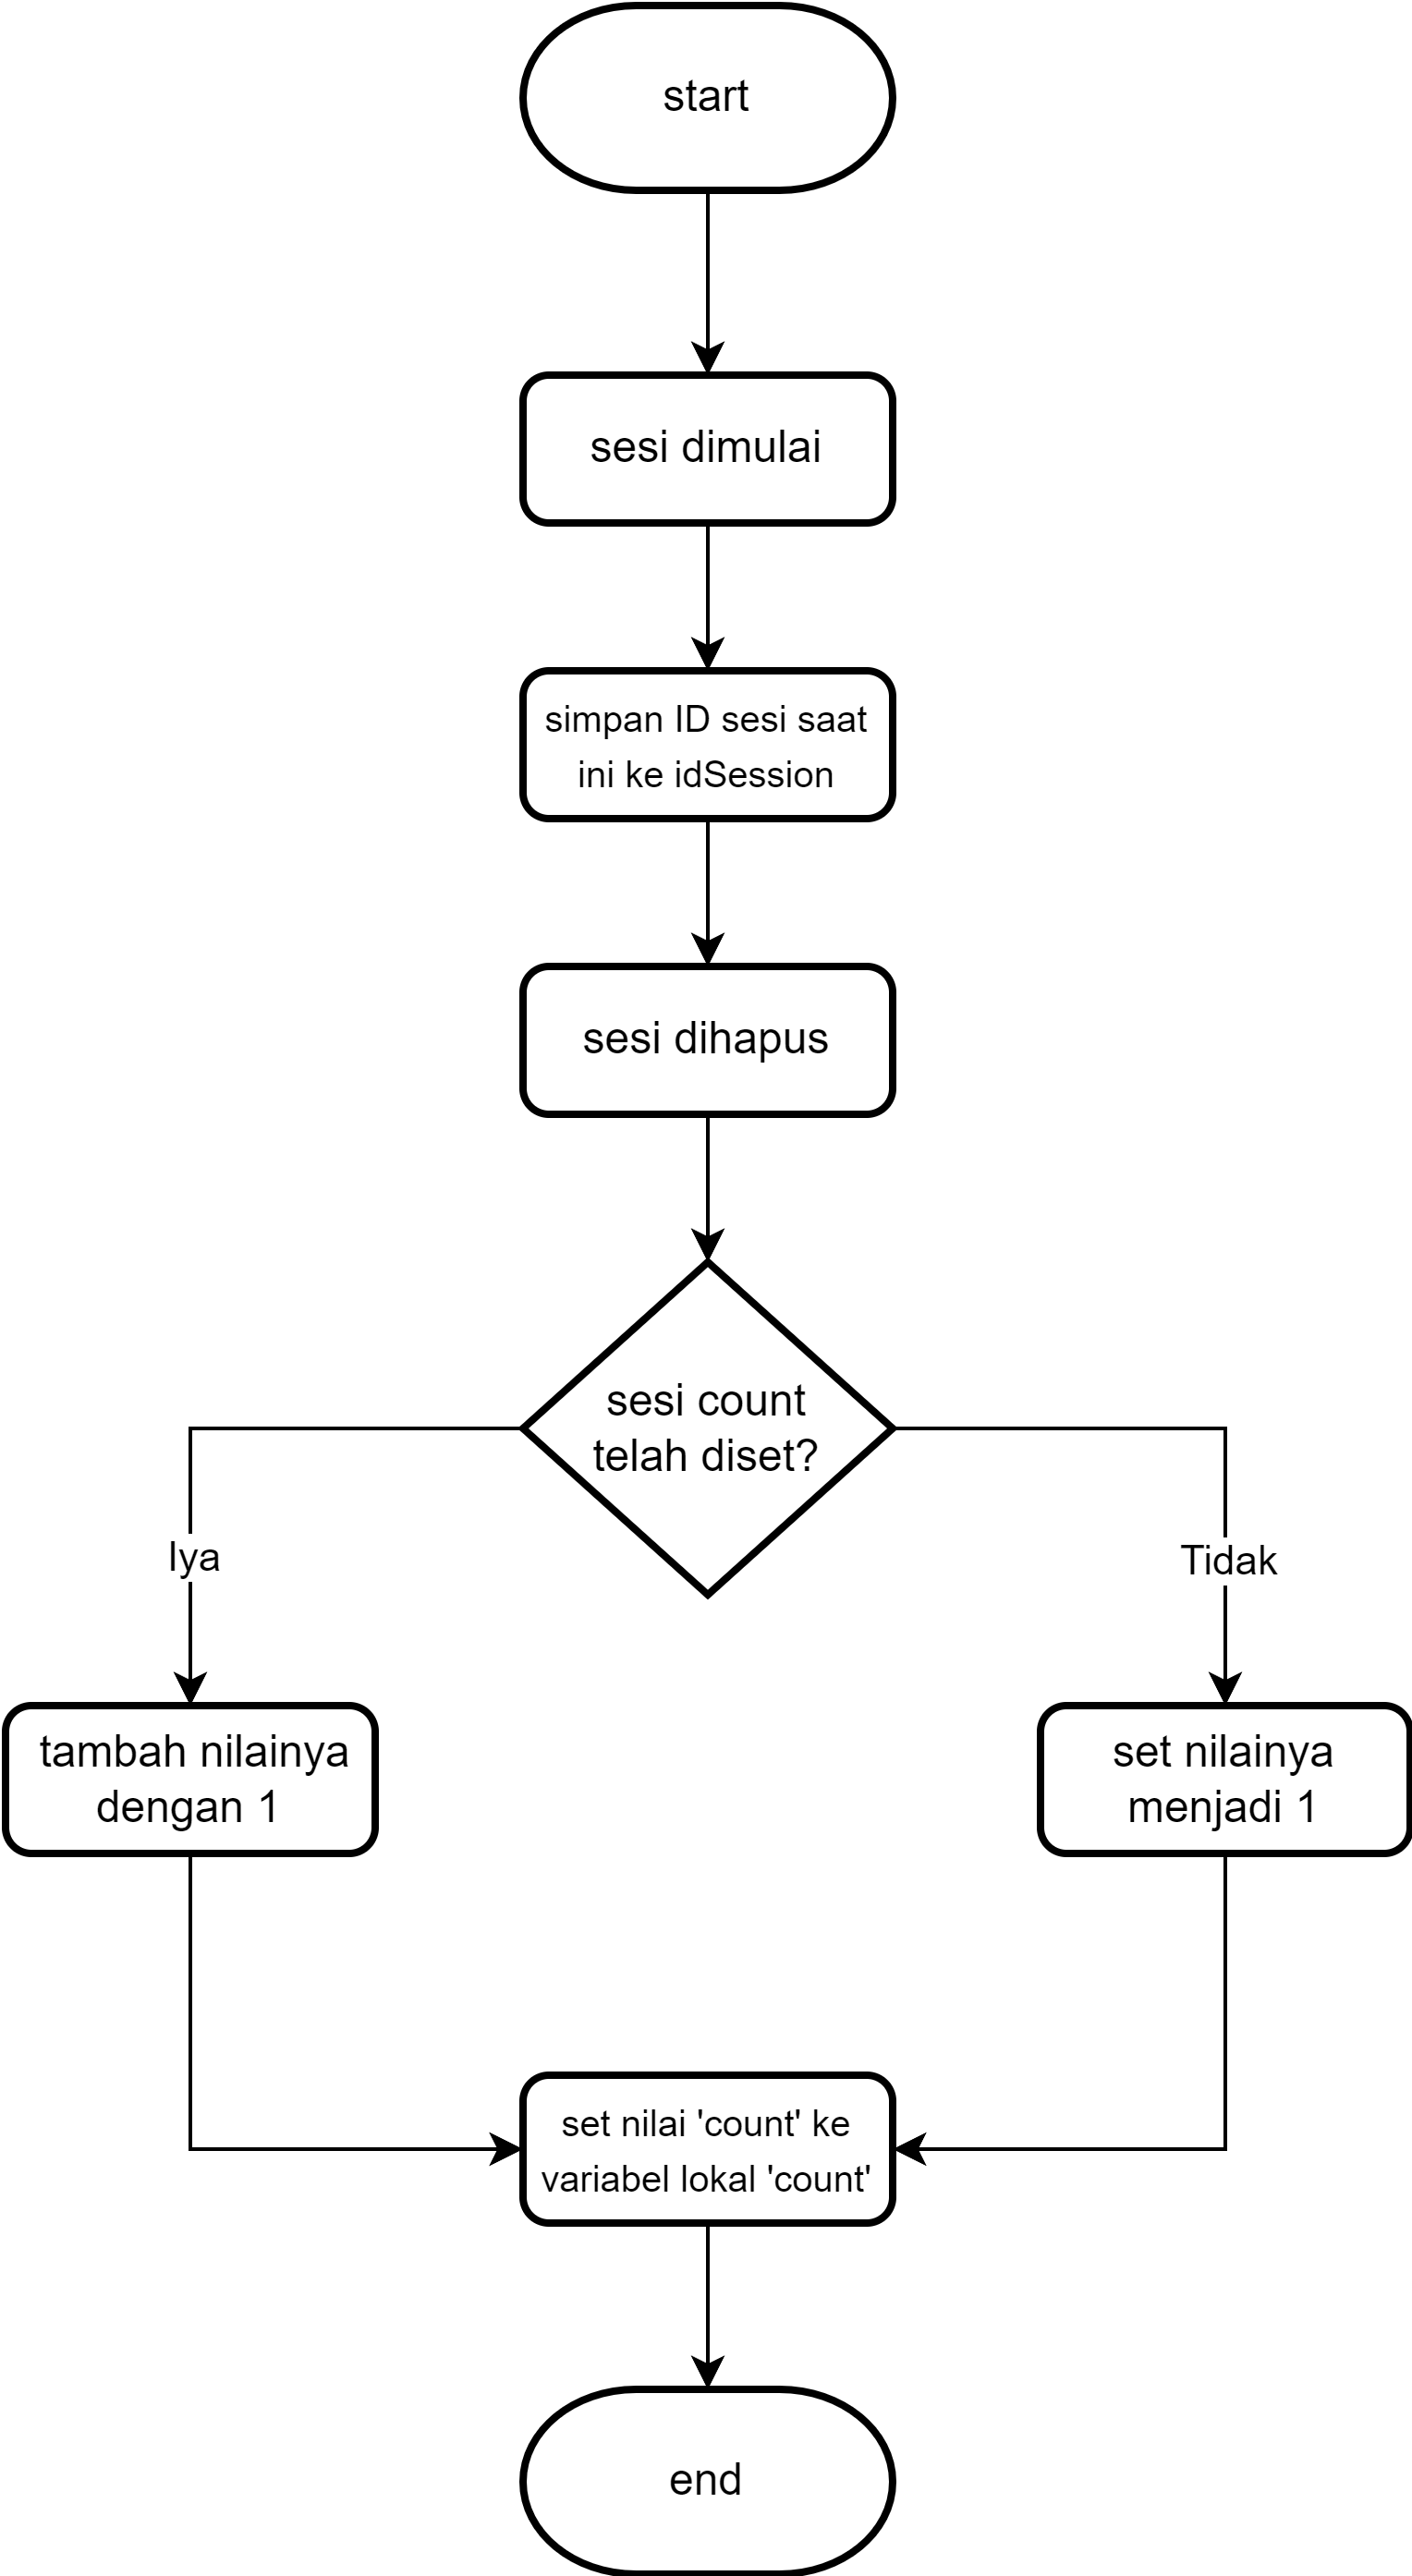 start
sesi dimulai
simpan ID sesi saat
ini ke idSession
sesi dihapus
sesi count
telah diset?
Iya
Tidak
tambah nilainya
dengan 1
set nilainya
menjadi 1
set nilai 'count' ke
variabel lokal 'count'
end